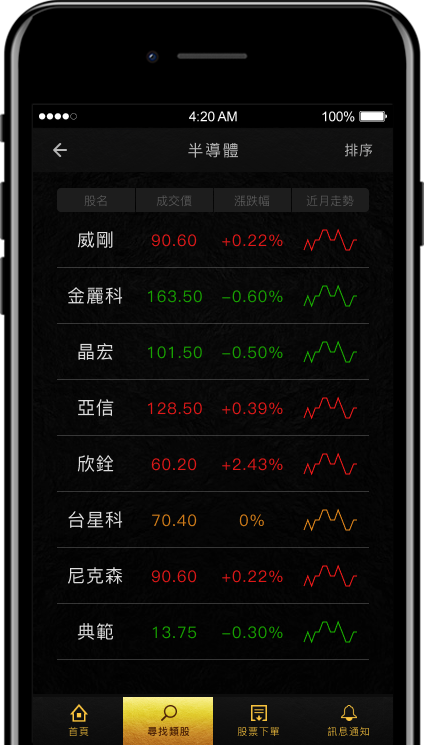 4:20 AM 100%
半導體 排序
股名 成交價 漲跌幅 近月走勢
威剛 90.60 +0.22%
金麗科 163.50 −0.60%
晶宏 101.50 −0.50%
亞信 128.50 +0.39%
欣銓 60.20 +2.43%
台星科 70.40 0%
尼克森 90.60 +0.22%
典範 13.75 −0.30%
首頁 尋找類股 股票下單 訊息通知